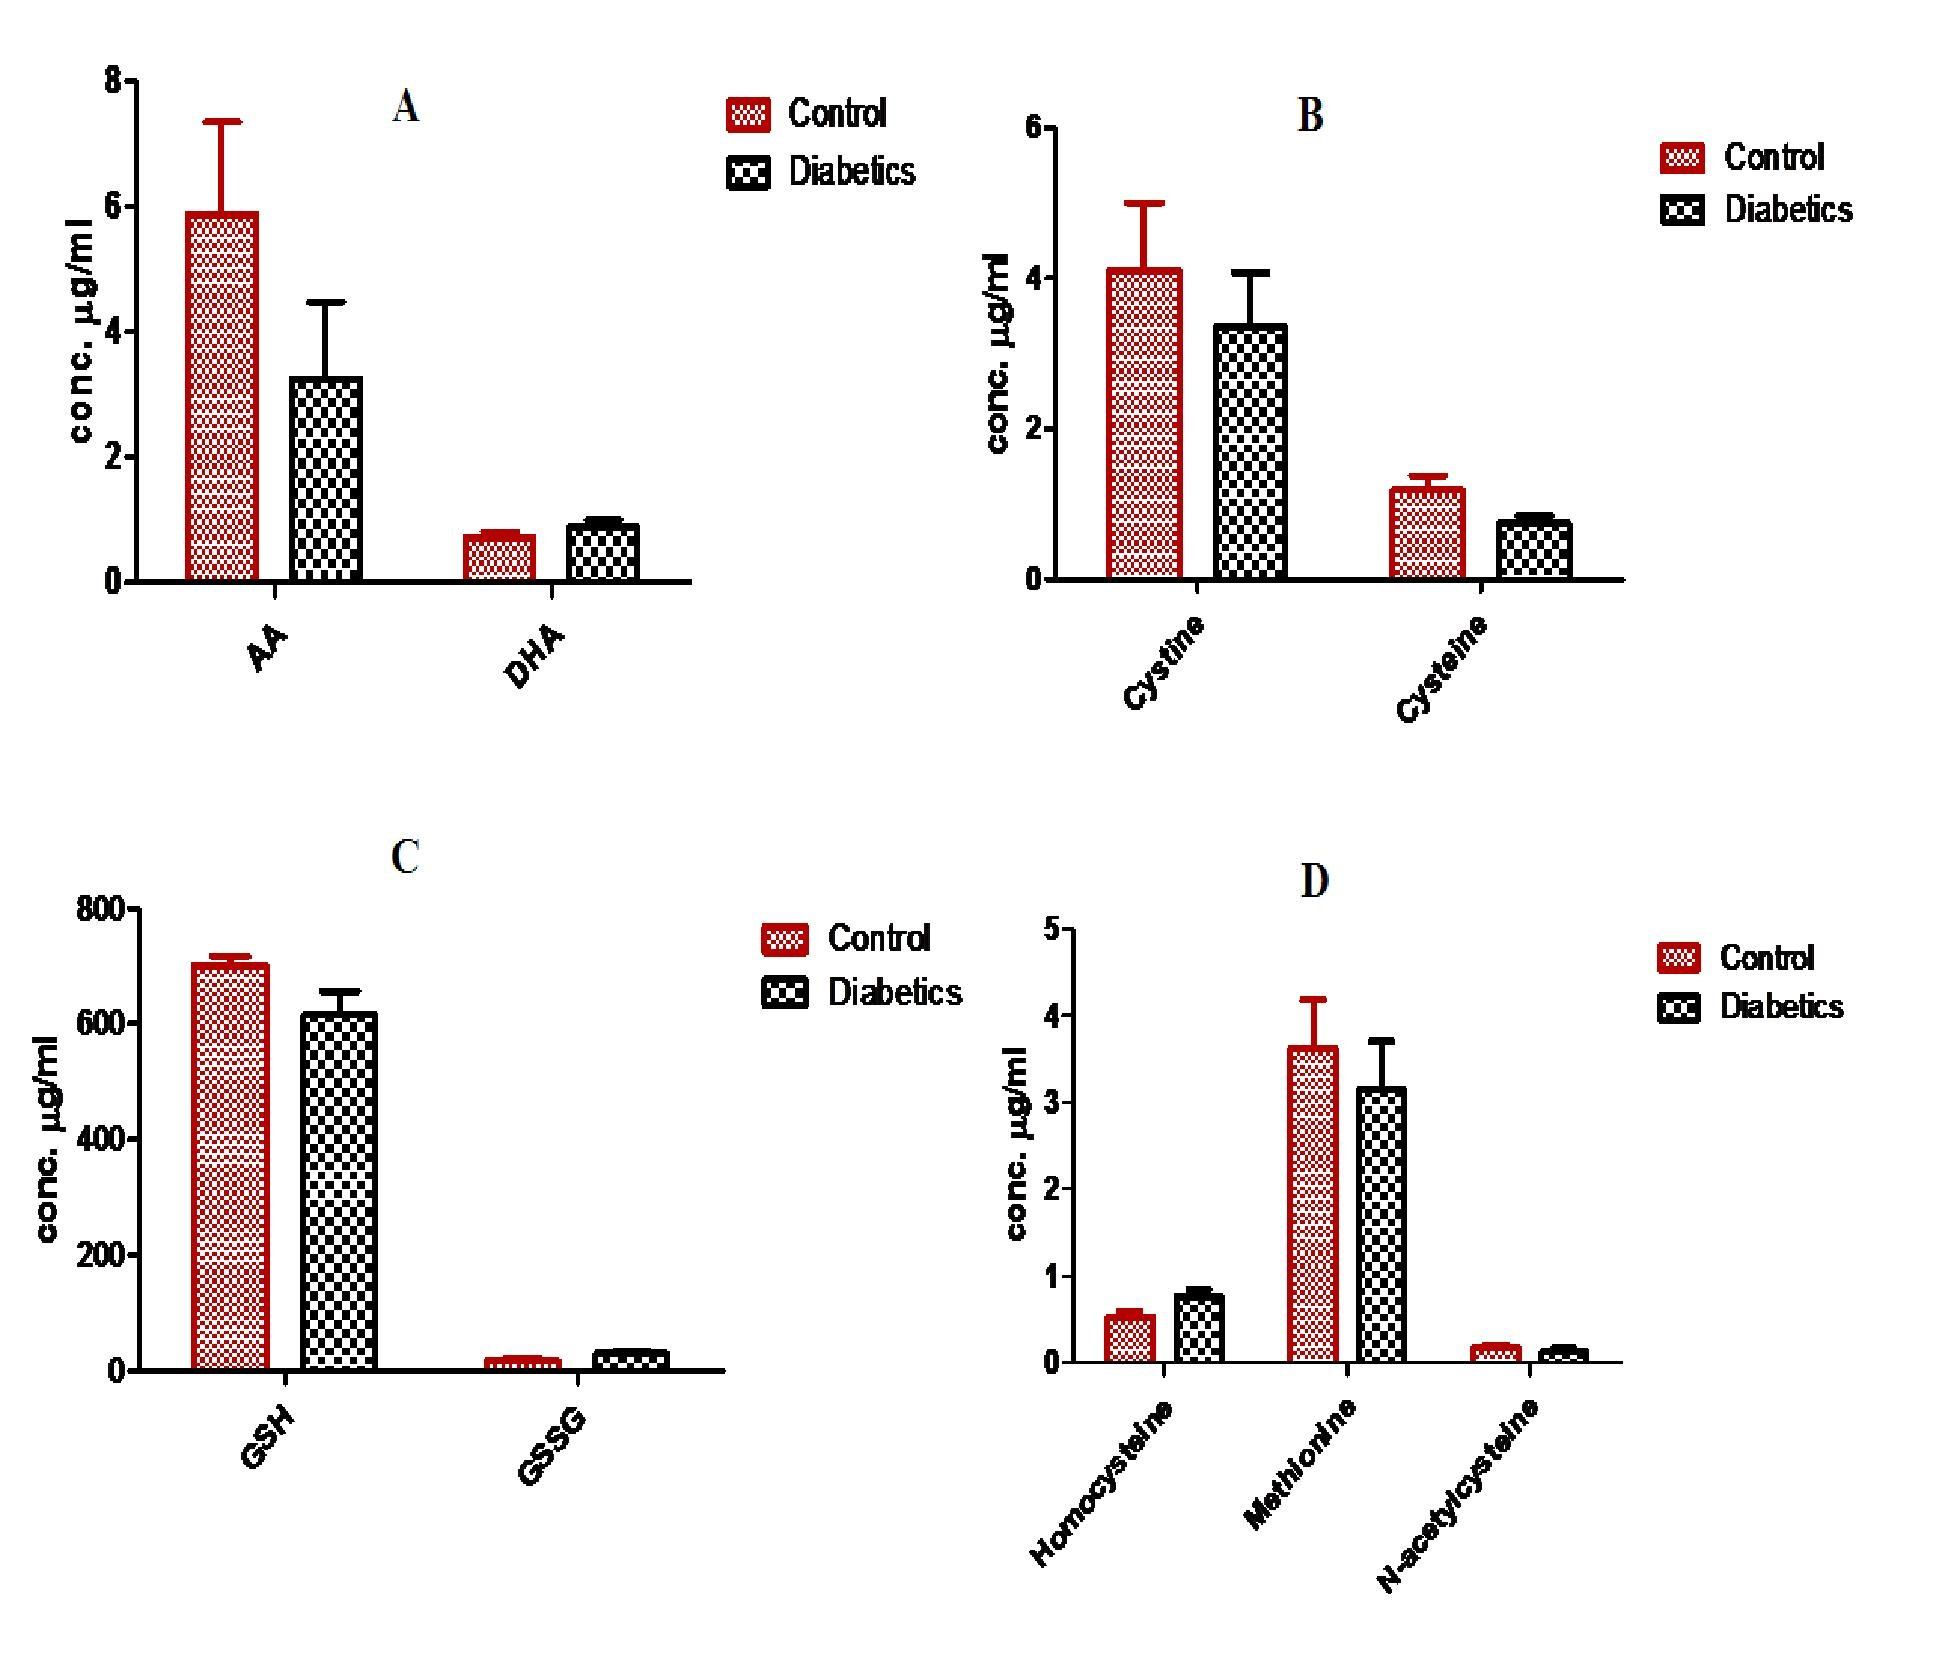 A
8
6
4
2
0
conc. µg/ml
AA
DHA
Control
Diabetics
B
6
4
2
0
conc. µg/ml
Cystine
Cysteine
Control
Diabetics
C
800
600
400
200
0
conc. µg/ml
GSH
GSSG
Control
Diabetics
D
5
4
3
2
1
0
conc. µg/ml
Homocysteine
Methionine
N-acetylcysteine
Control
Diabetics